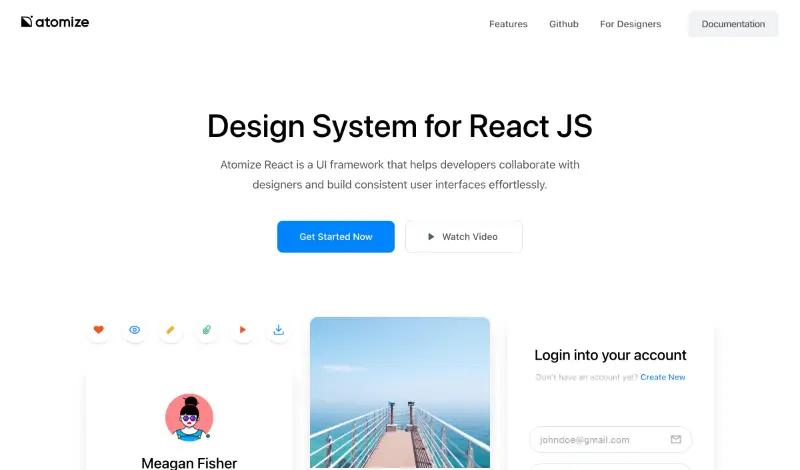 atomize
Features
Github
For Designers
Documentation
Design System for React JS
Atomize React is a UI framework that helps developers collaborate with
designers and build consistent user interfaces effortlessly.
Get Started Now
Watch Video
Login into your account
Don't have an account yet? Create New
johndoe@gmail.com
Meagan Fisher